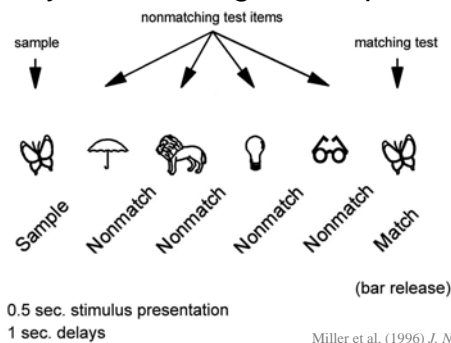 nonmatching test items
sample
matching test
Sample
Nonmatch
Nonmatch
Nonmatch
Nonmatch
Match
(bar release)
0.5 sec. stimulus presentation
1 sec. delays
Miller et al. (1996) J. N